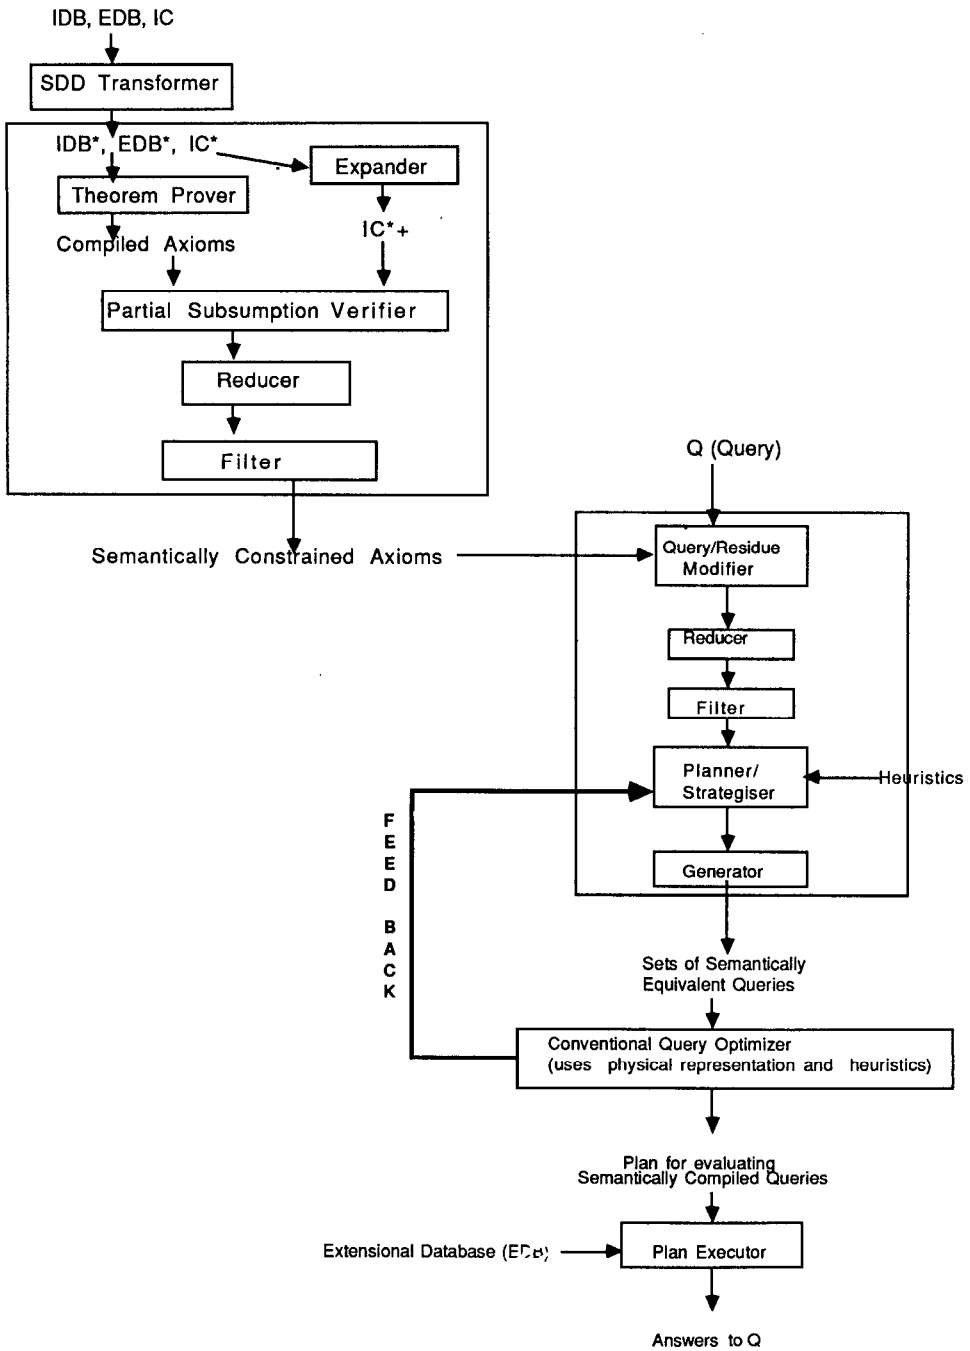 IDB, EDB, IC
SDD Transformer
IDB*, EDB*, IC*
Expander
Theorem Prover
IC*+
Compiled Axioms
Partial Subsumption Verifier
Reducer
Filter
Q (Query)
Semantically Constrained Axioms
Query/Residue
Modifier
Reducer
Filter
Planner/
Strategiser
Heuristics
FEED BACK
Generator
Sets of Semantically
Equivalent Queries
Conventional Query Optimizer
(uses physical representation and heuristics)
Plan for evaluating
Semantically Compiled Queries
Extensional Database (EDB)
Plan Executor
Answers to Q